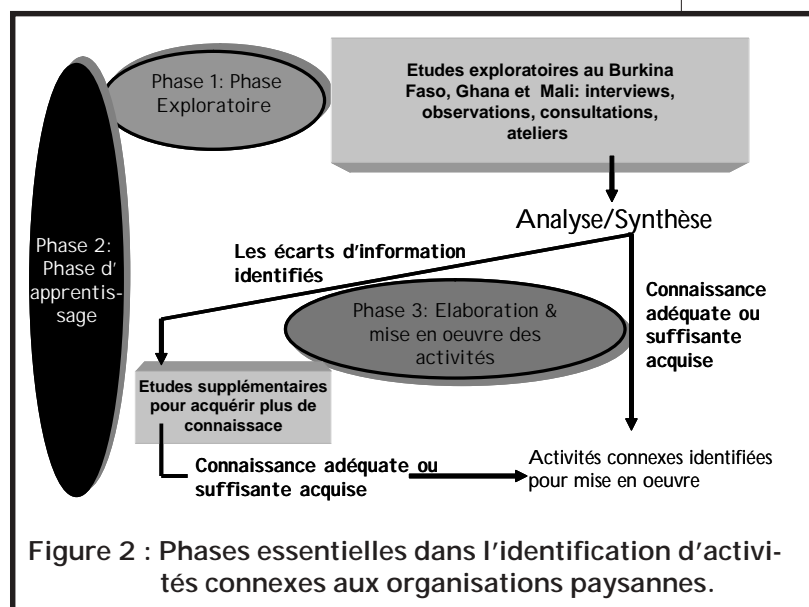 Phase 1: Phase
Exploratoire
Etudes exploratoires au Burkina
Faso, Ghana et Mali: interviews,
observations, consultations,
ateliers
Analyse/Synthèse
Phase 2:
Phase d'
apprentis-
sage
Les écarts d'information
identifiés
Phase 3: Elaboration &
mise en oeuvre des
activités
Connaissance
adéquate ou
suffisante
acquise
Etudes supplémentaires
pour acquérir plus de
connaissace
Connaissance adéquate ou
suffisante acquise
Activités connexes identifiées
pour mise en oeuvre
Figure 2 : Phases essentielles dans l'identification d'activi-
tés connexes aux organisations paysannes.